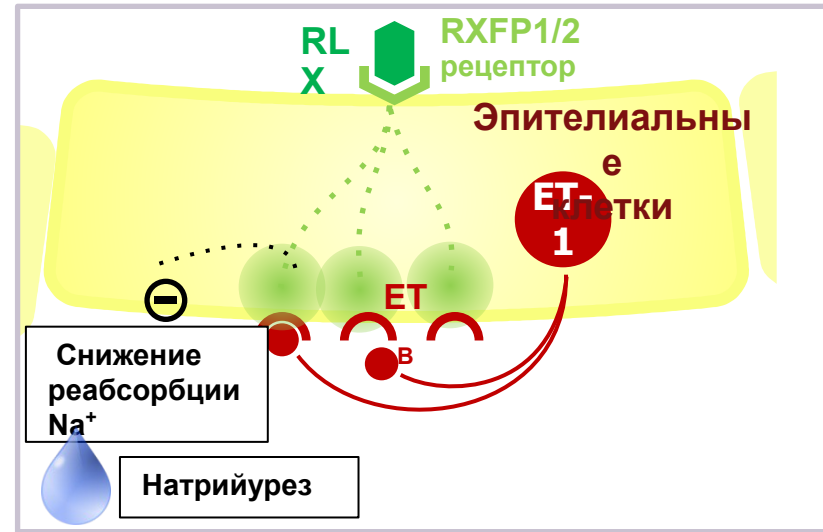 RL
X
RXFP1/2
рецептор
Эпителиальны
е
клетки
ET-
1
ET
B
Снижение
реабсорбции
Na⁺
Натрийурез